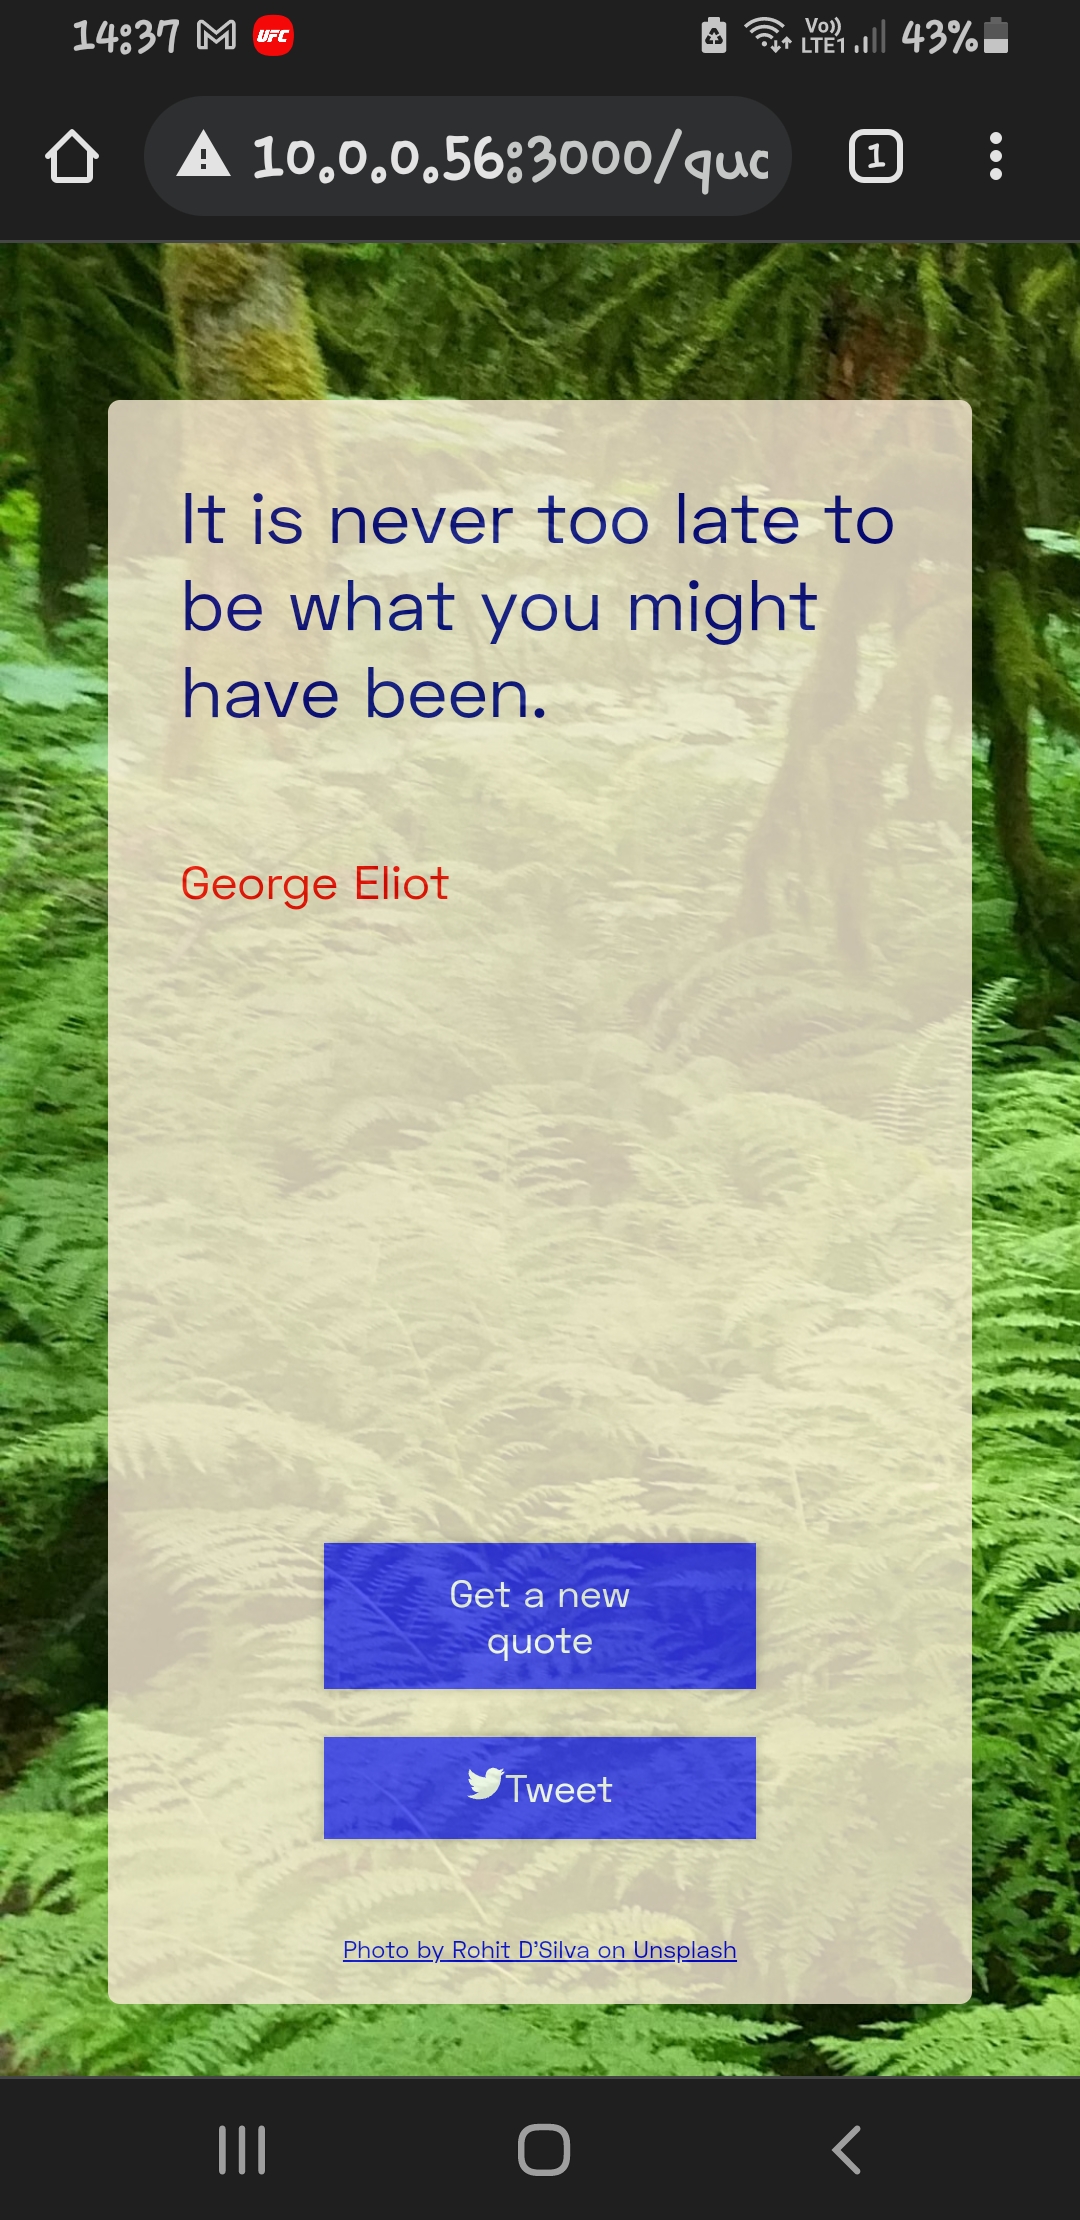 14:37 UFC Vo)) LTE1 43%
10.0.0.56:3000/quo
1
It is never too late to
be what you might
have been.
George Eliot
Get a new
quote
Tweet
Photo by Rohit D'Silva on Unsplash